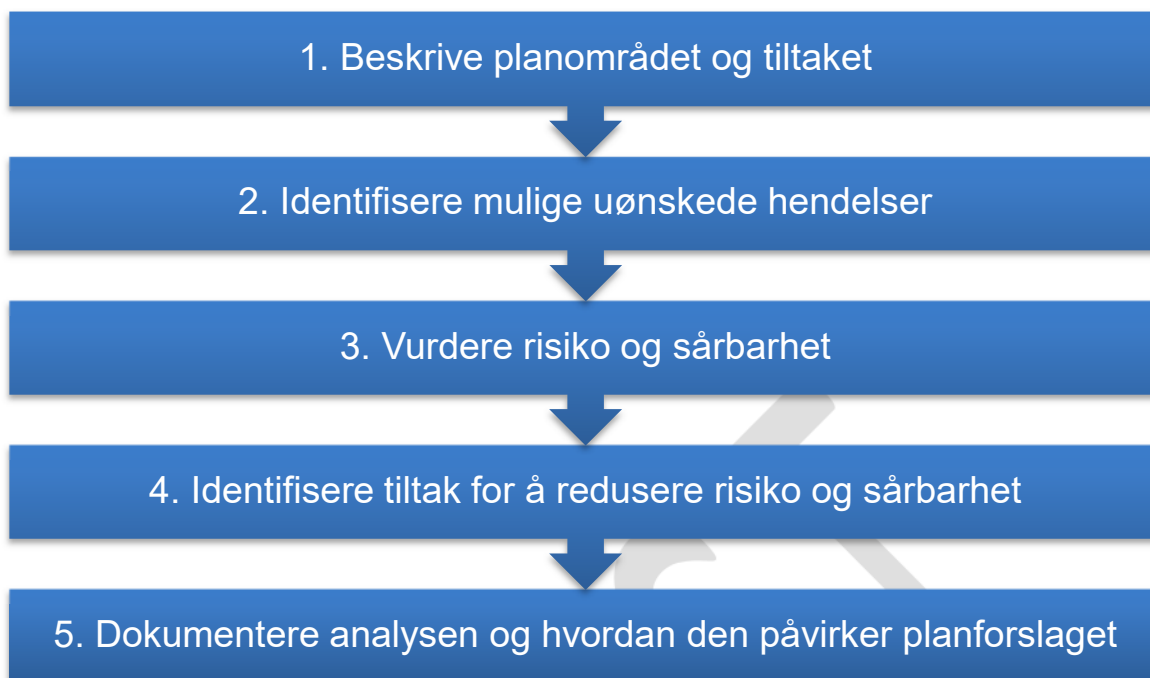 1. Beskrive planområdet og tiltaket
2. Identifisere mulige uønskede hendelser
3. Vurdere risiko og sårbarhet
4. Identifisere tiltak for å redusere risiko og sårbarhet
5. Dokumentere analysen og hvordan den påvirker planforslaget